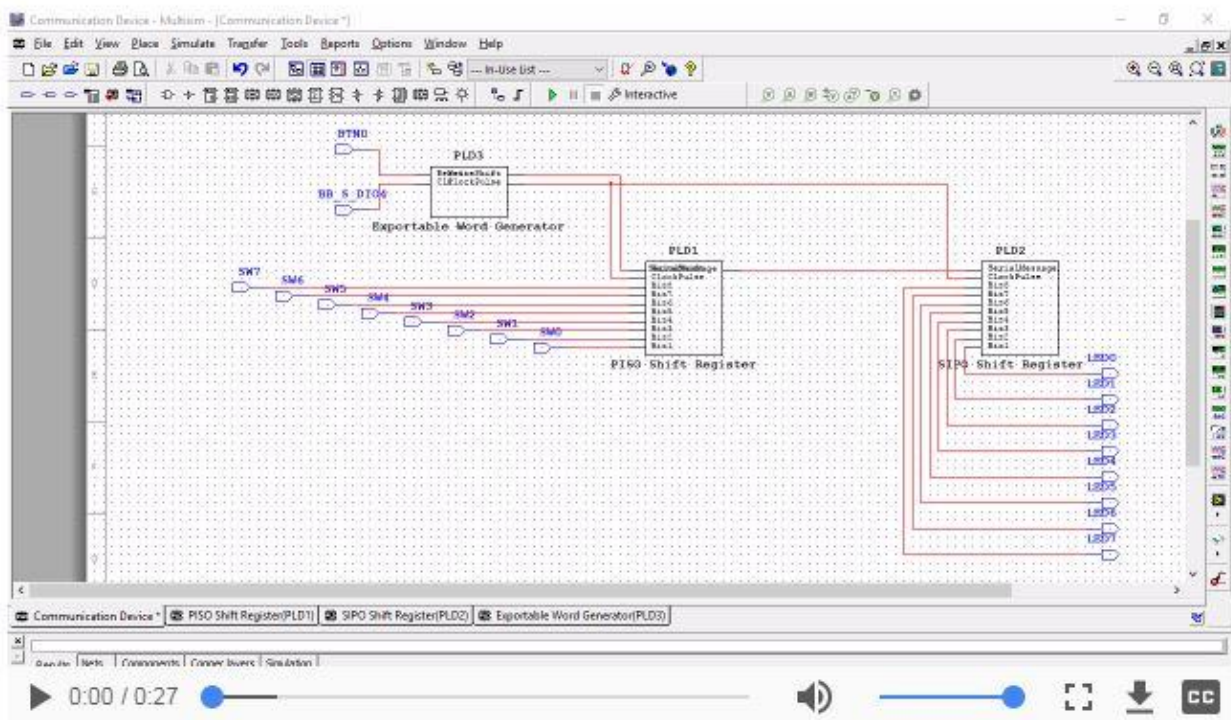 Communication Device - Multisim - [Communication Device *]
File Edit View Place Simulate Transfer Tools Reports Options Window Help
--- In-Use List ---
Interactive
BTN0
PLD3
ClockPulse
BB_S_DIO4
Exportable Word Generator
PLD1
PLD2
SerialMessage
ClockPulse
ClockPulse
SW7
SW6
SW5
SW4
SW3
SW2
SW1
SW0
PISO Shift Register
SIPO Shift Register
LED0
LED1
LED2
LED3
LED4
LED5
LED6
LED7
Communication Device *
PISO Shift Register(PLD1)
SIPO Shift Register(PLD2)
Exportable Word Generator(PLD3)
Results Nets Components Copper layers Simulation
0:00 / 0:27
CC